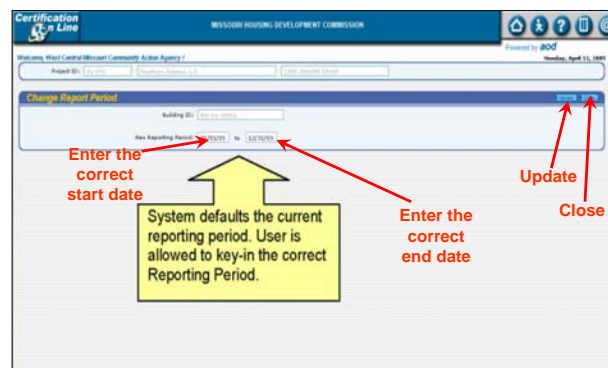 Certification
On Line
MISSOURI HOUSING DEVELOPMENT COMMISSION
Powered by aod
Welcome, West Central Missouri Community Action Agency !
Monday, April 11, 2005
Project ID:
Change Report Period
Building ID:
New Reporting Period: to 12/31/05
Enter the
correct
start date
Enter the
correct
end date
Update
Close
System defaults the current
reporting period. User is
allowed to key-in the correct
Reporting Period.